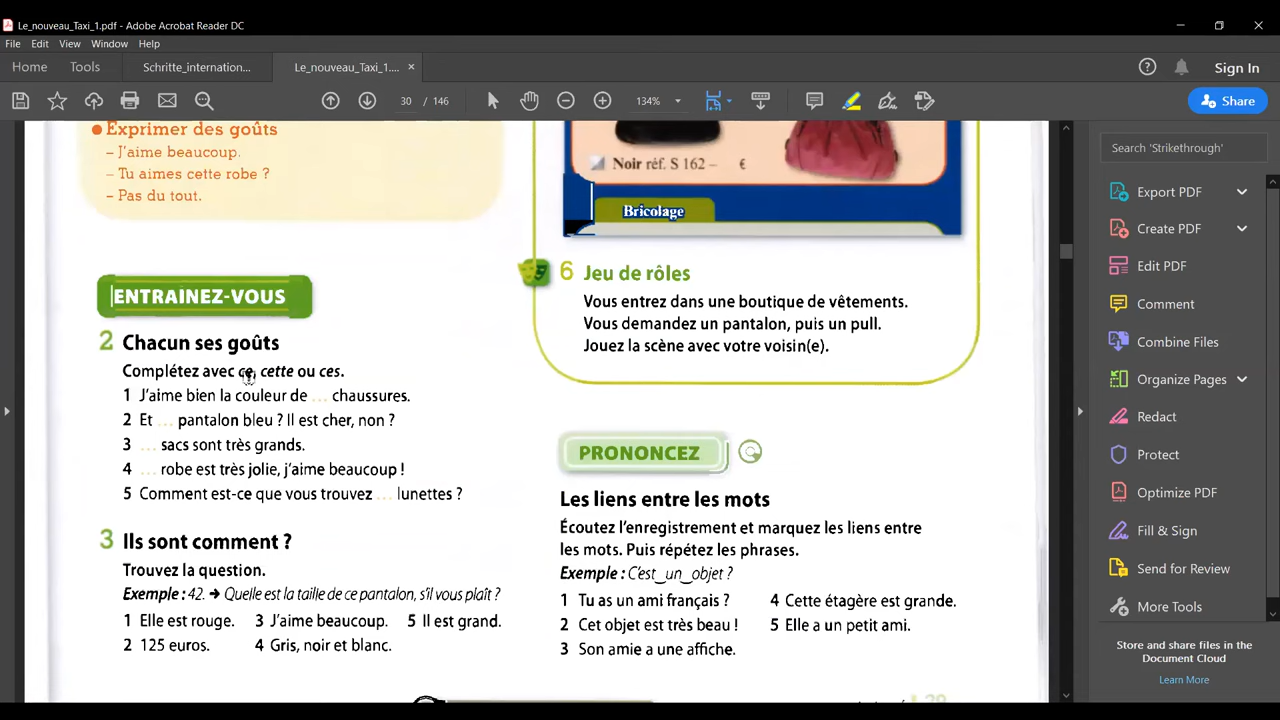 Le_nouveau_Taxi_1.pdf - Adobe Acrobat Reader DC
File Edit View Window Help
Home Tools Schritte_internation... Le_nouveau_Taxi_1.... × Sign In
30 / 146 134% Share
Exprimer des goûts
– J'aime beaucoup.
– Tu aimes cette robe ?
– Pas du tout.
ENTRAÎNEZ-VOUS
2 Chacun ses goûts
Complétez avec ce, cette ou ces.
1 J'aime bien la couleur de ... chaussures.
2 Et ... pantalon bleu ? Il est cher, non ?
3 ... sacs sont très grands.
4 ... robe est très jolie, j'aime beaucoup !
5 Comment est-ce que vous trouvez ... lunettes ?
3 Ils sont comment ?
Trouvez la question.
Exemple : 42. → Quelle est la taille de ce pantalon, s'il vous plaît ?
1 Elle est rouge. 3 J'aime beaucoup. 5 Il est grand.
2 125 euros. 4 Gris, noir et blanc.
Noir réf. S 162 – €
Bricolage
6 Jeu de rôles
Vous entrez dans une boutique de vêtements.
Vous demandez un pantalon, puis un pull.
Jouez la scène avec votre voisin(e).
PRONONCEZ
Les liens entre les mots
Écoutez l'enregistrement et marquez les liens entre
les mots. Puis répétez les phrases.
Exemple : C'est_un_objet ?
1 Tu as un ami français ? 4 Cette étagère est grande.
2 Cet objet est très beau ! 5 Elle a un petit ami.
3 Son amie a une affiche.
Search 'Strikethrough'
Export PDF
Create PDF
Edit PDF
Comment
Combine Files
Organize Pages
Redact
Protect
Optimize PDF
Fill & Sign
Send for Review
More Tools
Store and share files in the
Document Cloud
Learn More